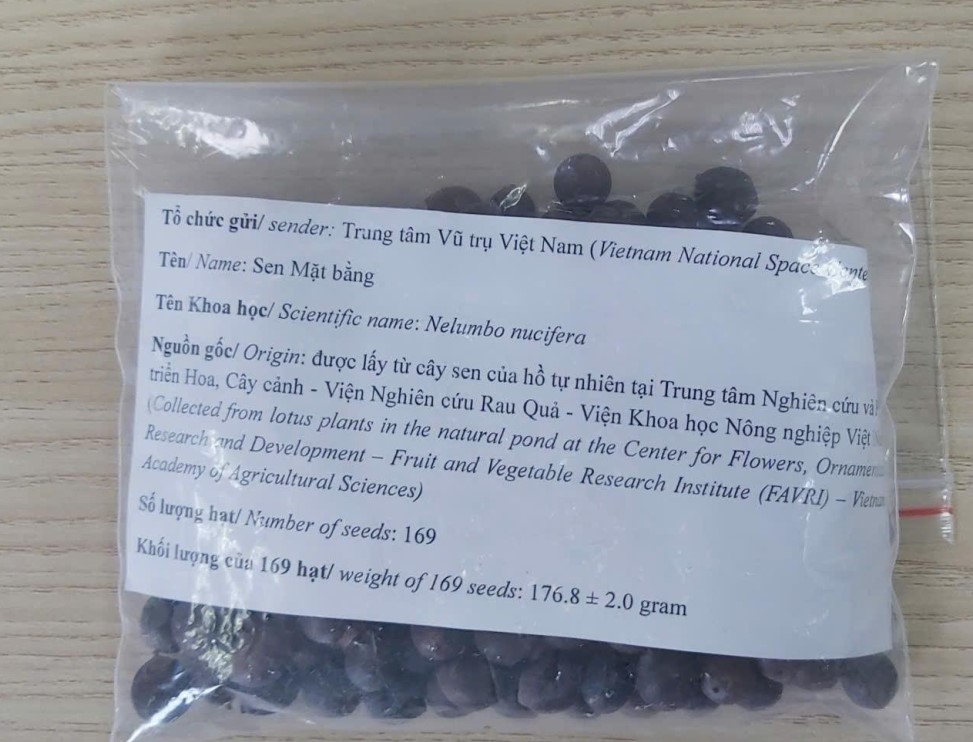 Tổ chức gửi/ sender: Trung tâm Vũ trụ Việt Nam (Vietnam National Space
Tên/ Name: Sen Mặt bằng
Tên Khoa học/ Scientific name: Nelumbo nucifera
Nguồn gốc/ Origin: được lấy từ cây sen của hồ tự nhiên tại Trung tâm Nghiên cứu và
triển Hoa, Cây cảnh - Viện Nghiên cứu Rau Quả - Viện Khoa học Nông nghiệp Việt
(Collected from lotus plants in the natural pond at the Center for Flowers,
Research and Development – Fruit and Vegetable Research Institute (FAVRI) –
Academy of Agricultural Sciences)
Số lượng hạt/ Number of seeds: 169
Khối lượng của 169 hạt/ weight of 169 seeds: 176.8 ± 2.0 gram